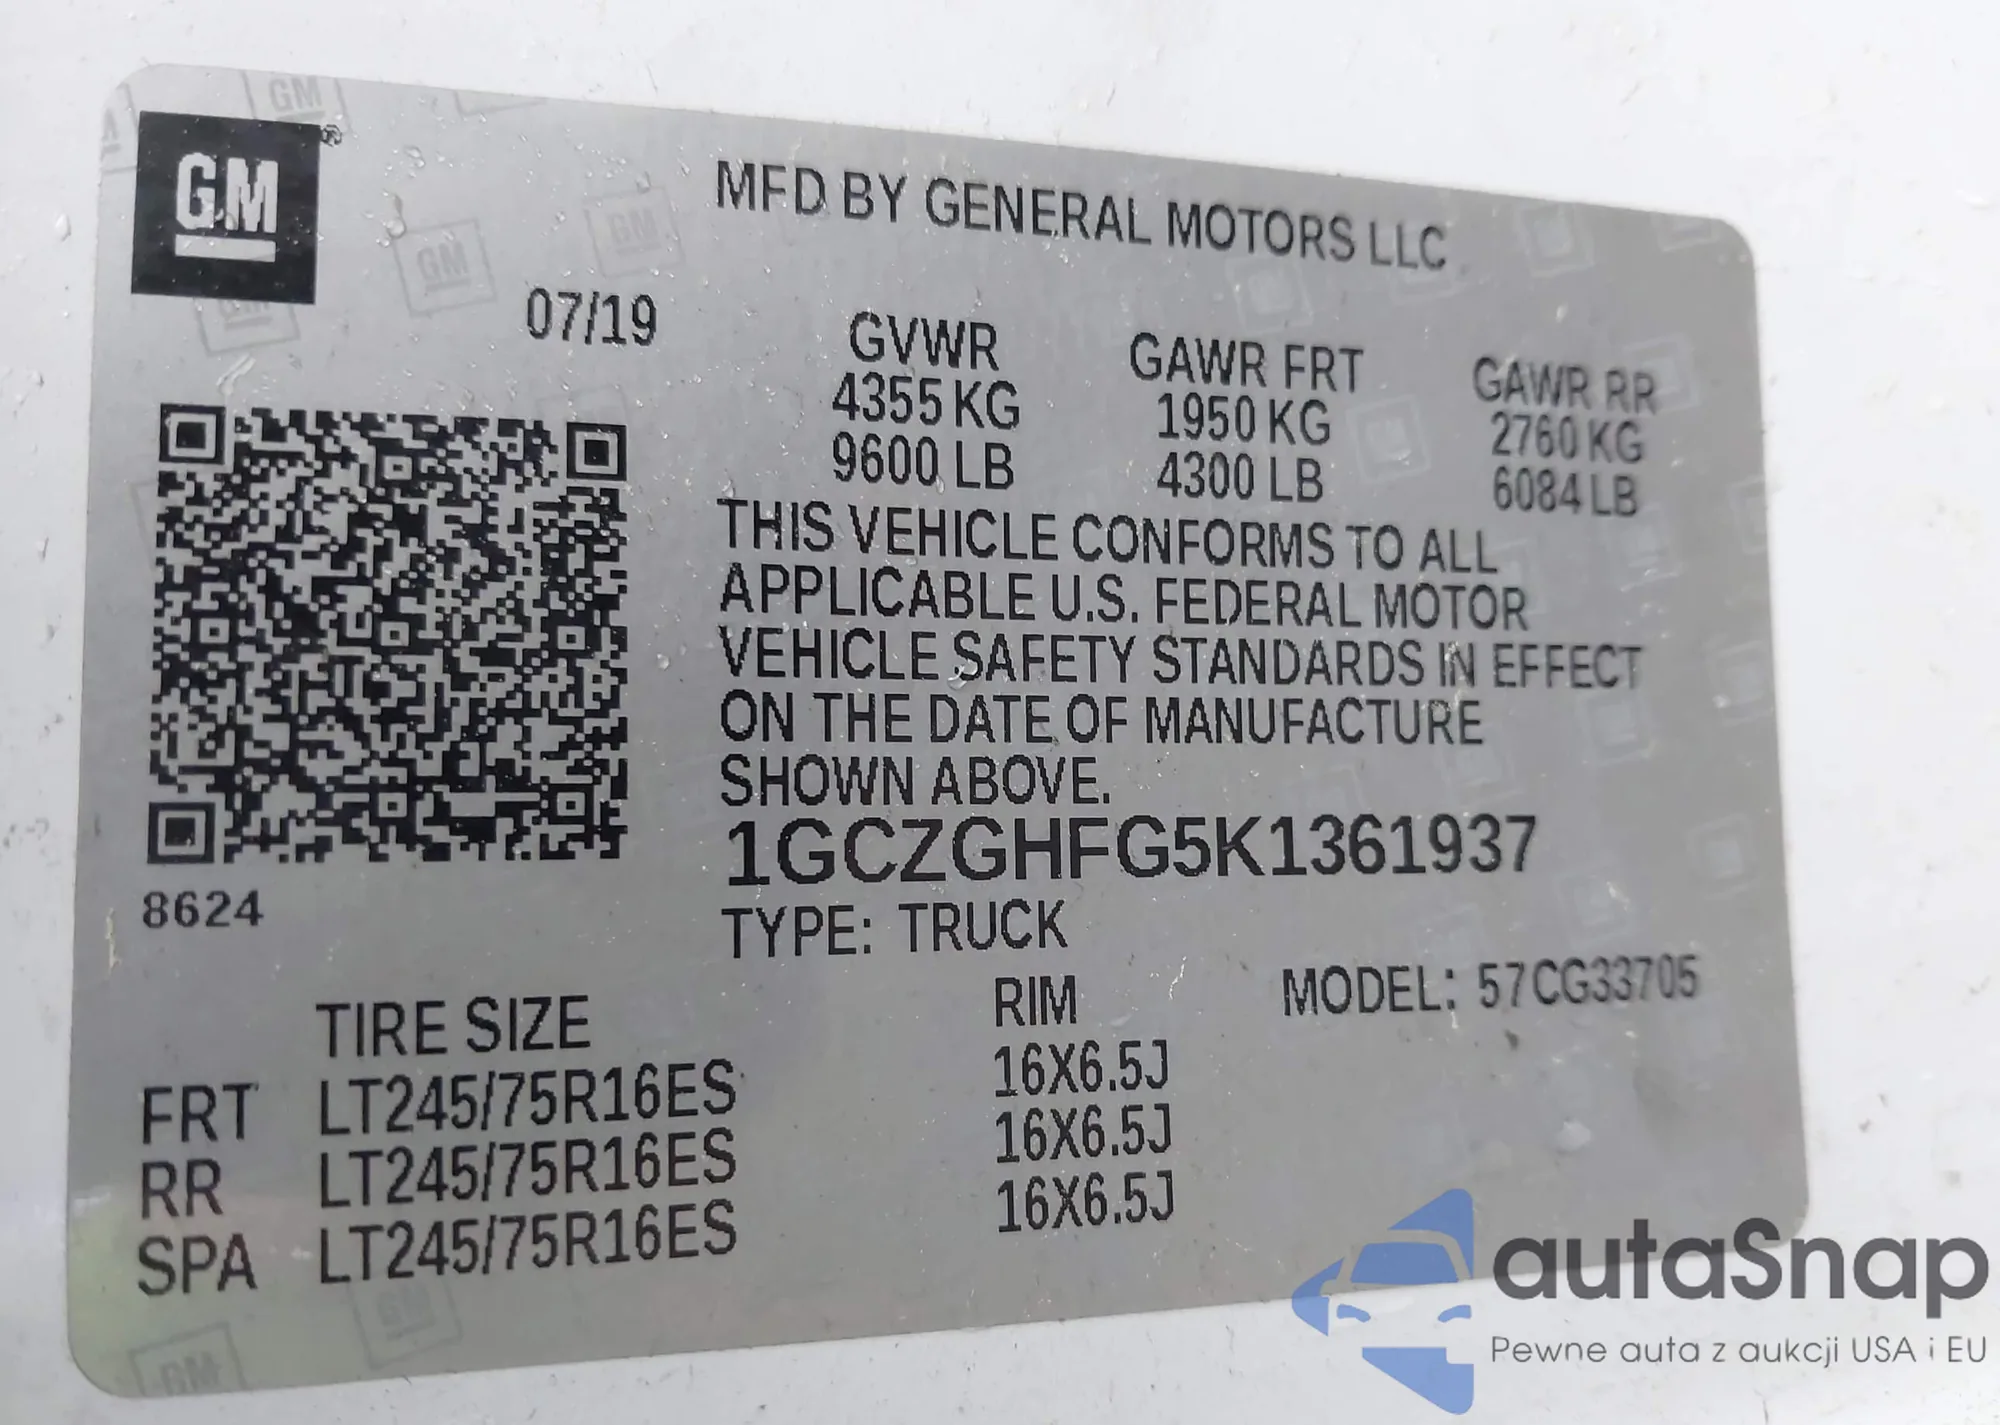 GM®
MFD BY GENERAL MOTORS LLC
07/19
GVWR GAWR FRT GAWR RR
4355 KG 1950 KG 2760 KG
9600 LB 4300 LB 6084 LB
THIS VEHICLE CONFORMS TO ALL
APPLICABLE U.S. FEDERAL MOTOR
VEHICLE SAFETY STANDARDS IN EFFECT
ON THE DATE OF MANUFACTURE
SHOWN ABOVE.
1GCZGHFG5K1361937
8624
TYPE: TRUCK
TIRE SIZE RIM MODEL: 57CG33705
FRT LT245/75R16ES 16X6.5J
RR LT245/75R16ES 16X6.5J
SPA LT245/75R16ES 16X6.5J
autaSnap
Pewne auta z aukcji USA i EU